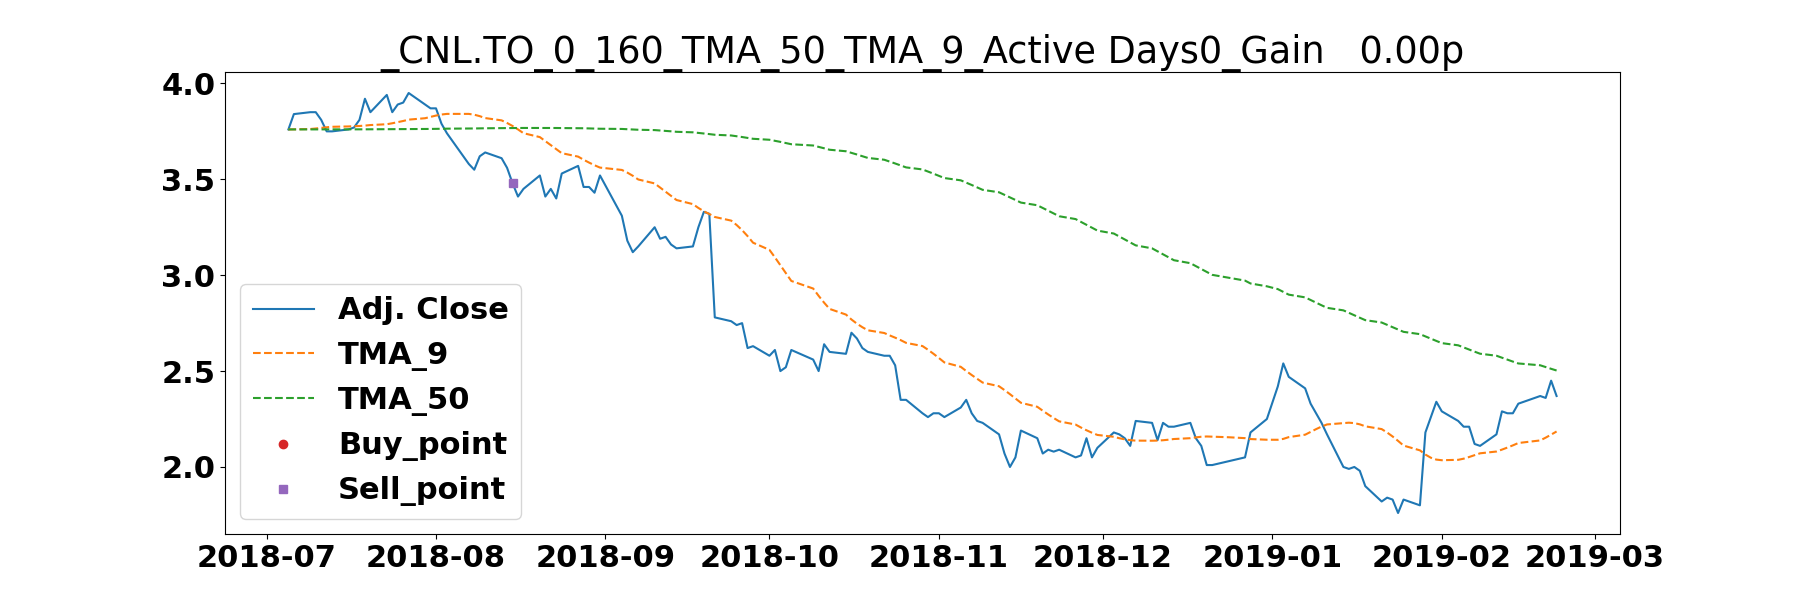 _CNL.TO_0_160_TMA_50_TMA_9_Active Days0_Gain   0.00p
4.0
3.5
3.0
2.5
2.0
Adj. Close
TMA_9
TMA_50
Buy_point
Sell_point
2018-07 2018-08 2018-09 2018-10 2018-11 2018-12 2019-01 2019-02 2019-03